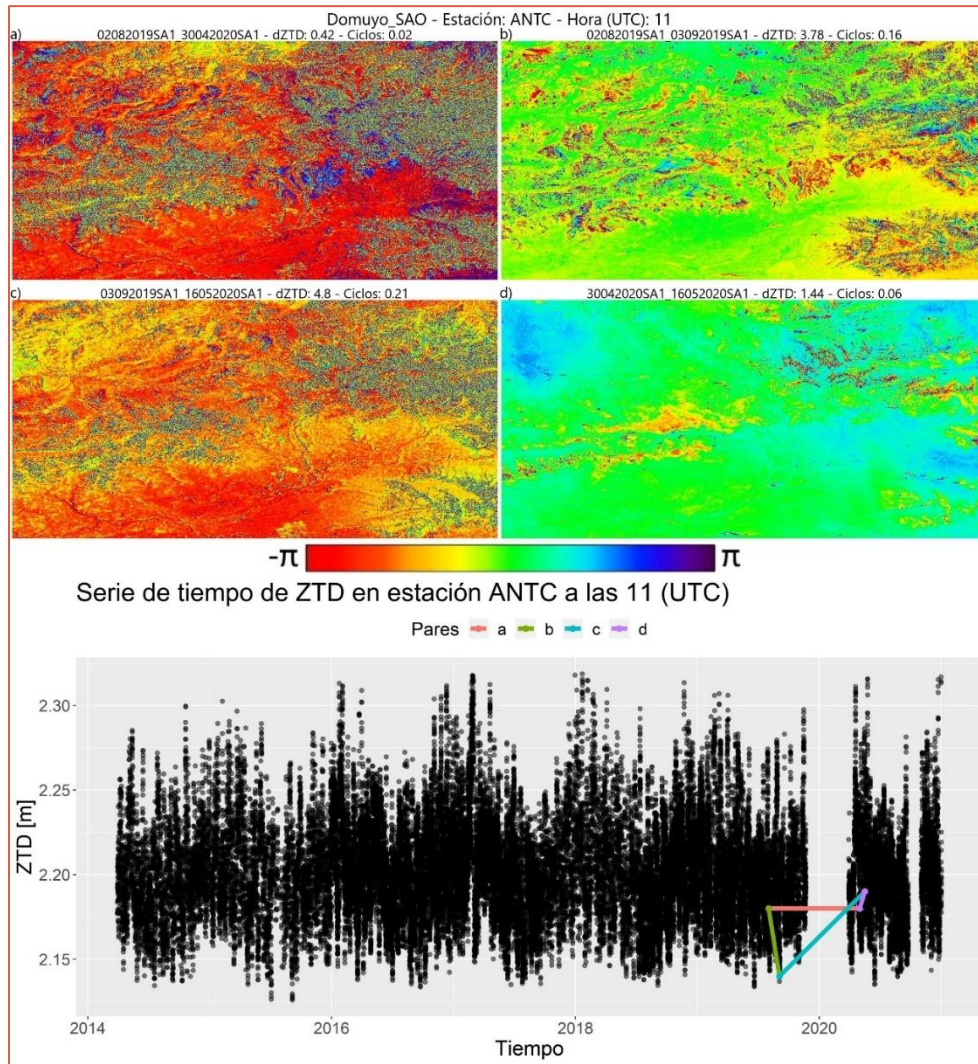 Domuyo_SAO - Estación: ANTC - Hora (UTC): 11
a) 02082019SA1_30042020SA1 - dZTD: 0.42 - Ciclos: 0.02
b) 02082019SA1_03092019SA1 - dZTD: 3.78 - Ciclos: 0.16
c) 03092019SA1_16052020SA1 - dZTD: 4.8 - Ciclos: 0.21
d) 30042020SA1_16052020SA1 - dZTD: 1.44 - Ciclos: 0.06
-π π
Serie de tiempo de ZTD en estación ANTC a las 11 (UTC)
Pares a b c d
ZTD [m]
2.30
2.25
2.20
2.15
2014 2016 2018 2020
Tiempo